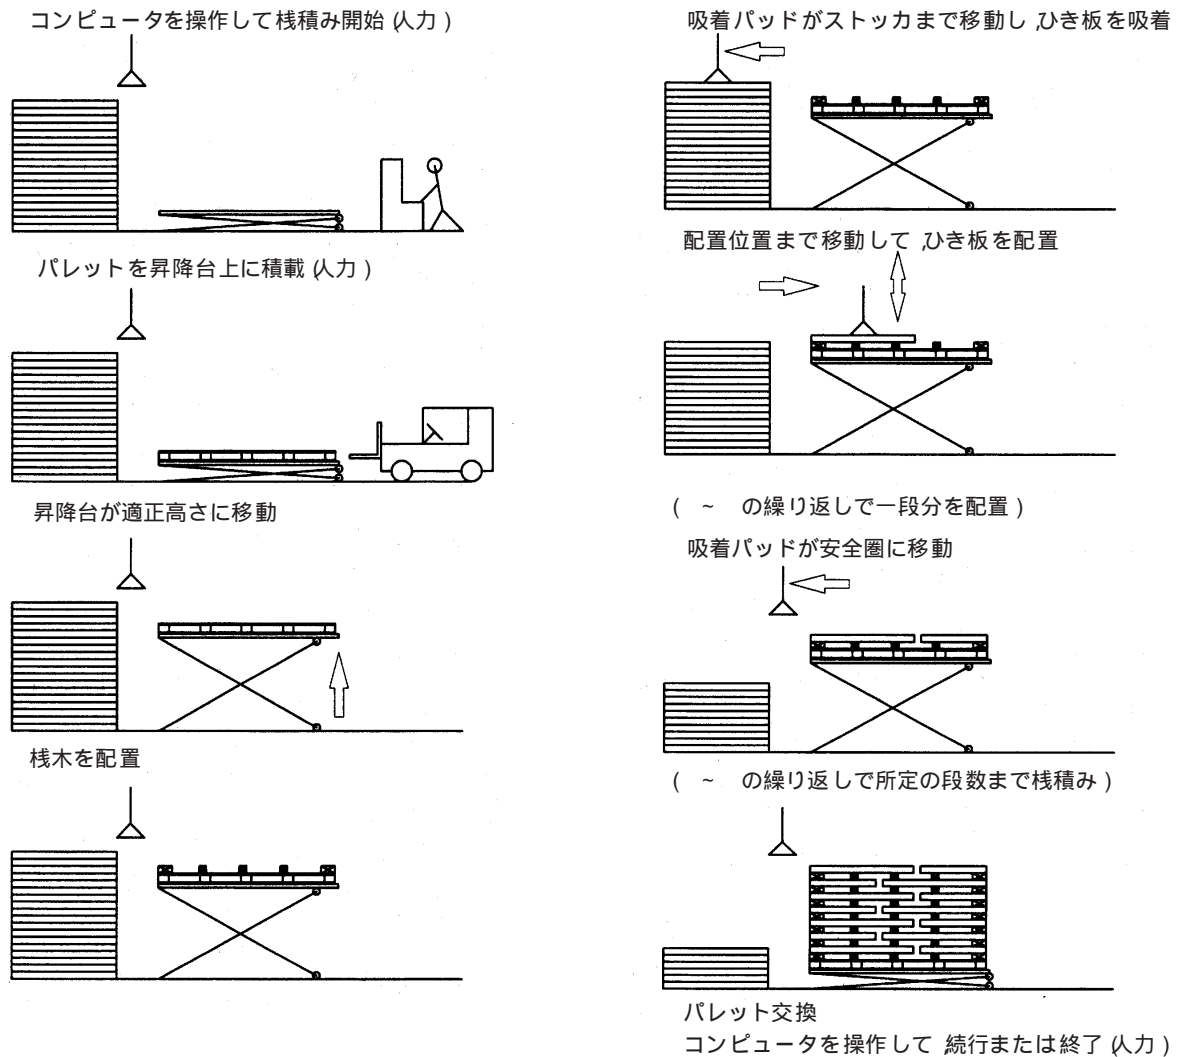 コンピュータを操作して桟積み開始(人力)
パレットを昇降台上に積載(人力)
昇降台が適正高さに移動
桟木を配置
吸着パッドがストッカまで移動し,ひき板を吸着
配置位置まで移動して,ひき板を配置
( ~ の繰り返しで一段分を配置)
吸着パッドが安全圏に移動
( ~ の繰り返しで所定の段数まで桟積み)
パレット交換
コンピュータを操作して,続行または終了(人力)